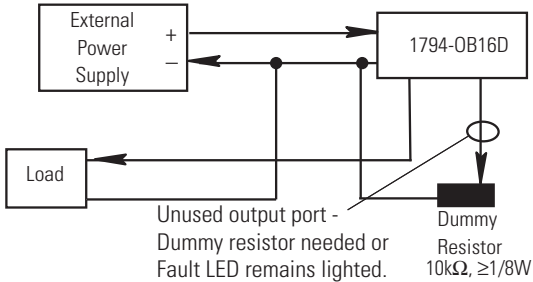 External
Power
Supply
+
–
1794-OB16D
Load
Unused output port -
Dummy resistor needed or
Fault LED remains lighted.
Dummy
Resistor
10kΩ, ≥1/8W